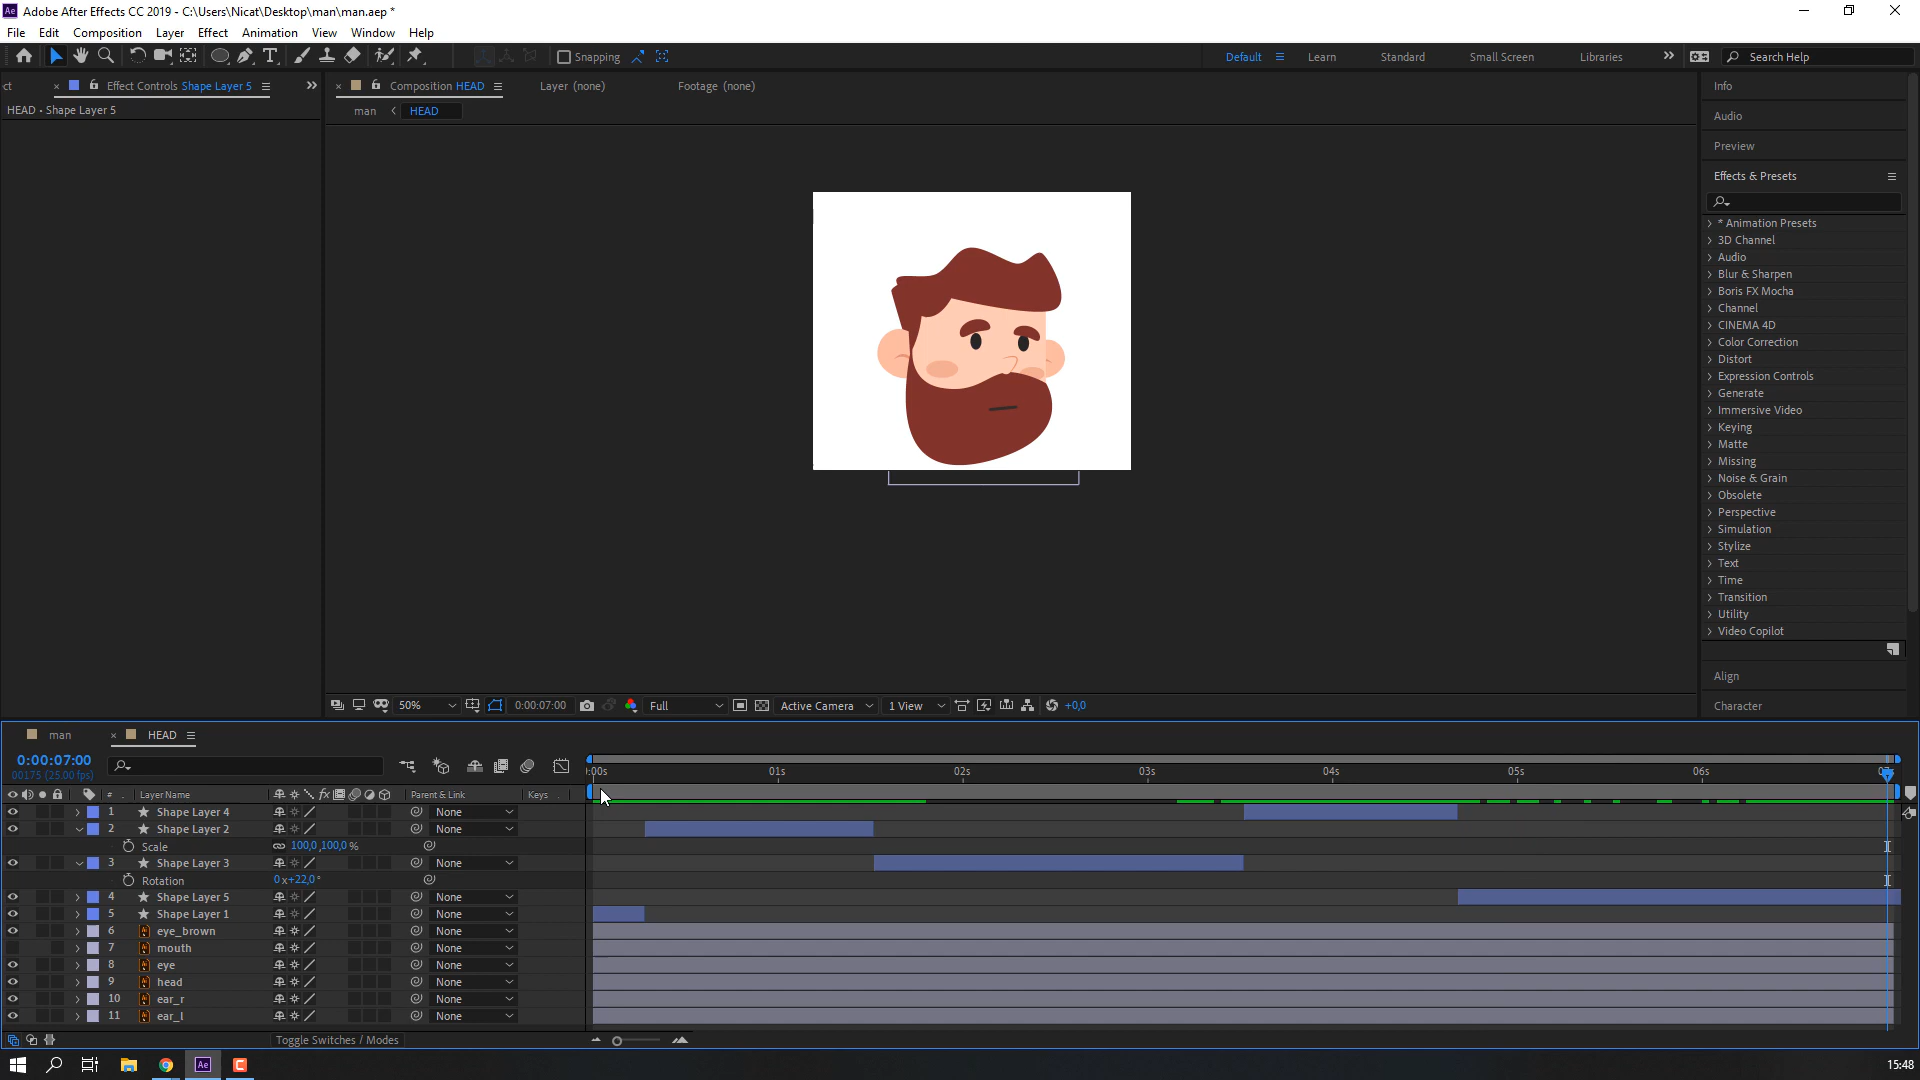 Adobe After Effects CC 2019 - C:\Users\Nicat\Desktop\man\man.aep *
File Edit Composition Layer Effect Animation View Window Help
Snapping
Default Learn Standard Small Screen Libraries Search Help
ct Effect Controls Shape Layer 5
Composition HEAD Layer (none) Footage (none)
HEAD • Shape Layer 5
man HEAD
Info
Audio
Preview
Effects & Presets
* Animation Presets
3D Channel
Audio
Blur & Sharpen
Boris FX Mocha
Channel
CINEMA 4D
Color Correction
Distort
Expression Controls
Generate
Immersive Video
Keying
Matte
Missing
Noise & Grain
Obsolete
Perspective
Simulation
Stylize
Text
Time
Transition
Utility
Video Copilot
Align
Character
50% 0:00:07:00 Full Active Camera 1 View +0,0
man HEAD
0:00:07:00
00175 (25.00 fps)
:00s 01s 02s 03s 04s 05s 06s
# Layer Name Parent & Link Keys
1 Shape Layer 4 None
2 Shape Layer 2 None
Scale 100,0,100,0 %
3 Shape Layer 3 None
Rotation 0x+22,0°
4 Shape Layer 5 None
5 Shape Layer 1 None
6 eye_brown None
7 mouth None
8 eye None
9 head None
10 ear_r None
11 ear_l None
Toggle Switches / Modes
Ae
15:48